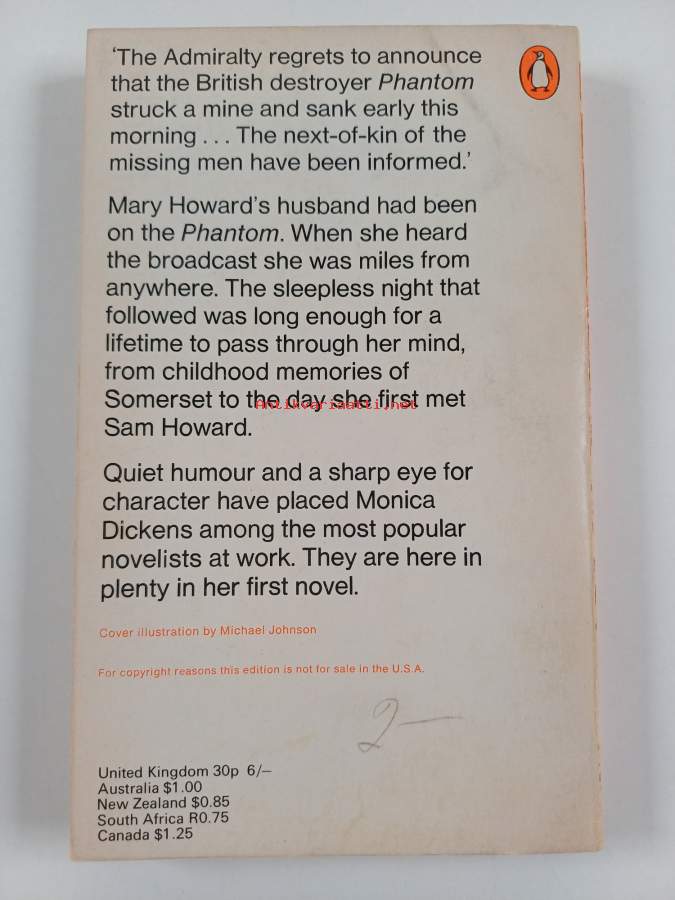 ‘The Admiralty regrets to announce
that the British destroyer Phantom
struck a mine and sank early this
morning . . . The next-of-kin of the
missing men have been informed.’
Mary Howard’s husband had been
on the Phantom. When she heard
the broadcast she was miles from
anywhere. The sleepless night that
followed was long enough for a
lifetime to pass through her mind,
from childhood memories of
Somerset to the day she first met
Antikvariaatti.net
Sam Howard.
Quiet humour and a sharp eye for
character have placed Monica
Dickens among the most popular
novelists at work. They are here in
plenty in her first novel.
Cover illustration by Michael Johnson
For copyright reasons this edition is not for sale in the U.S.A.
2—
United Kingdom 30p 6/–
Australia $1.00
New Zealand $0.85
South Africa R0.75
Canada $1.25